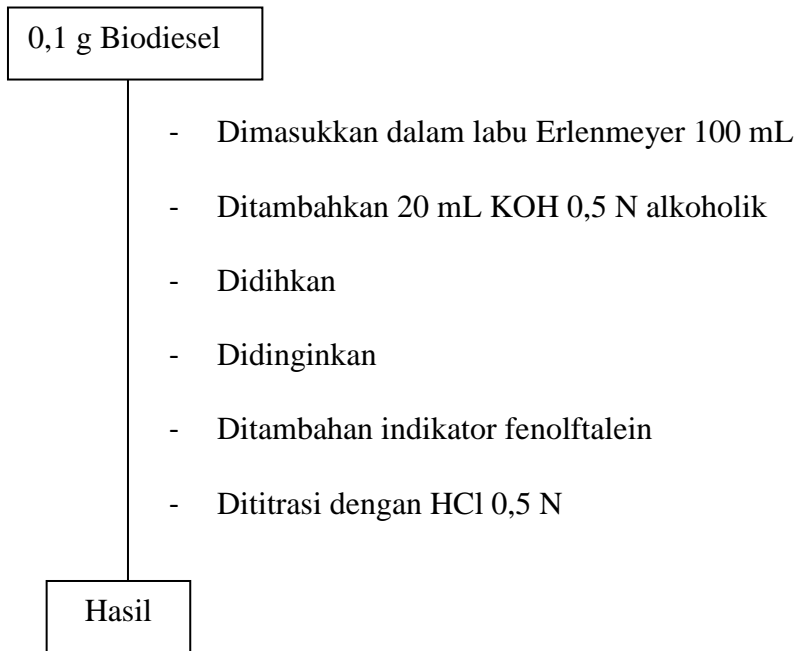 0,1 g Biodiesel
- Dimasukkan dalam labu Erlenmeyer 100 mL
- Ditambahkan 20 mL KOH 0,5 N alkoholik
- Didihkan
- Didinginkan
- Ditambahan indikator fenolftalein
- Dititrasi dengan HCl 0,5 N
Hasil